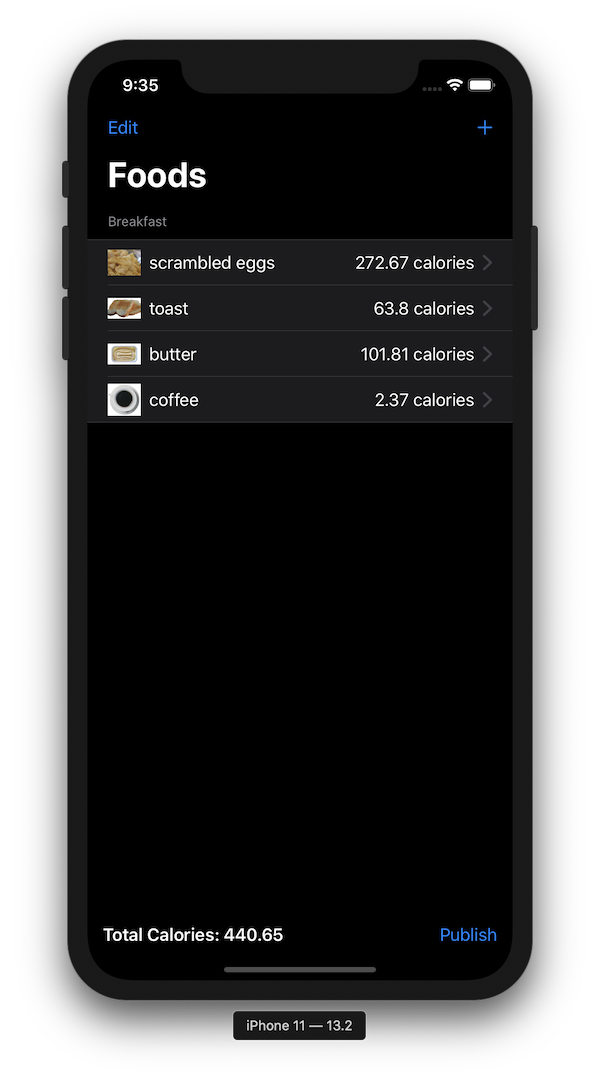 9:35
Edit +
Foods
Breakfast
scrambled eggs 272.67 calories
toast 63.8 calories
butter 101.81 calories
coffee 2.37 calories
Total Calories: 440.65 Publish
iPhone 11 — 13.2